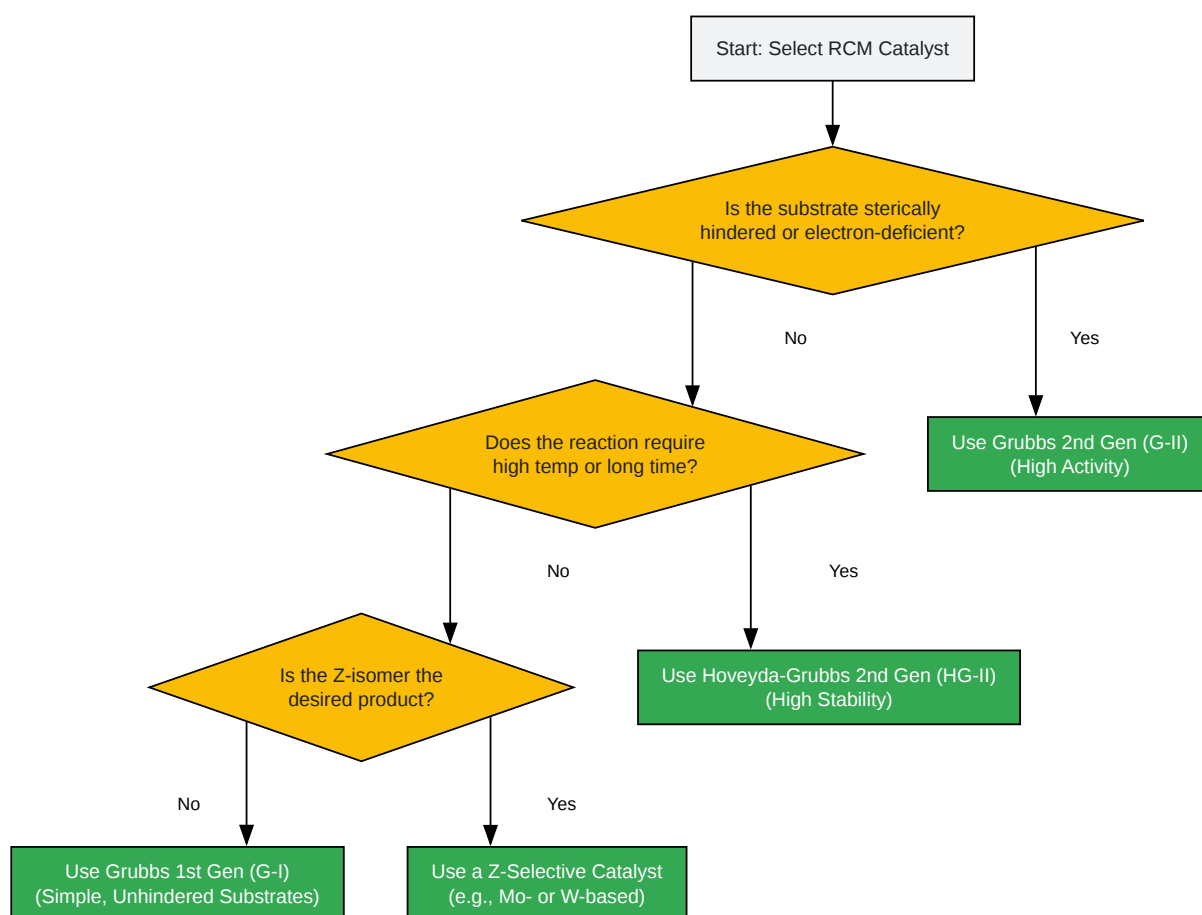 Start: Select RCM Catalyst
Is the substrate sterically
hindered or electron-deficient?
No
Yes
Does the reaction require
high temp or long time?
Use Grubbs 2nd Gen (G-II)
(High Activity)
No
Yes
Is the Z-isomer the
desired product?
Use Hoveyda-Grubbs 2nd Gen (HG-II)
(High Stability)
No
Yes
Use Grubbs 1st Gen (G-I)
(Simple, Unhindered Substrates)
Use a Z-Selective Catalyst
(e.g., Mo- or W-based)